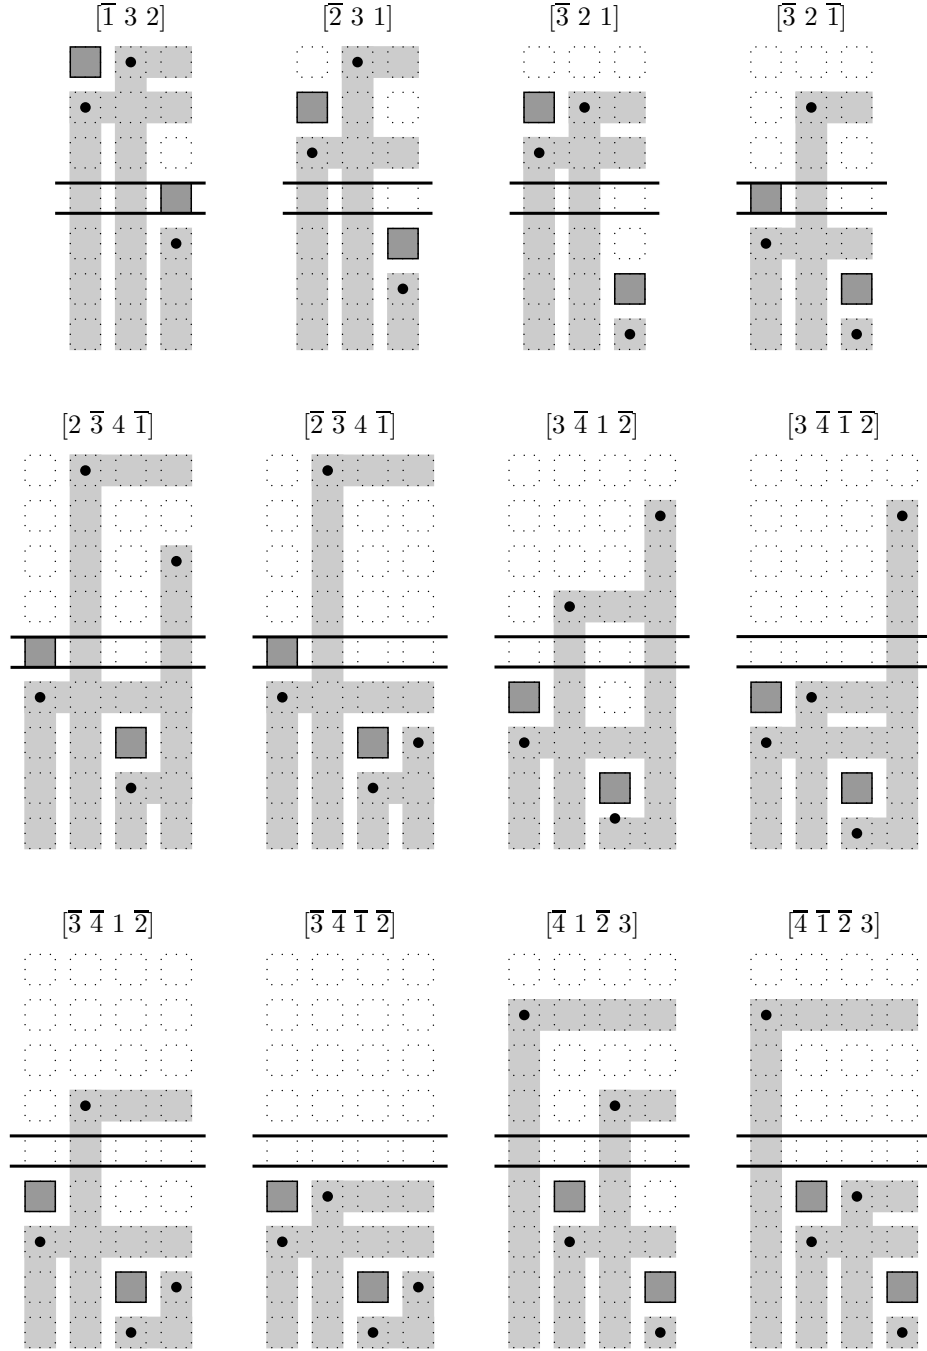 [1̅ 3 2] [2̅ 3 1] [3̅ 2 1] [3̅ 2 1̅]
[2 3̅ 4 1̅] [2̅ 3̅ 4 1̅] [3 4̅ 1 2̅] [3 4̅ 1̅ 2̅]
[3̅ 4̅ 1 2̅] [3̅ 4̅ 1̅ 2̅] [4̅ 1 2̅ 3] [4̅ 1̅ 2̅ 3]